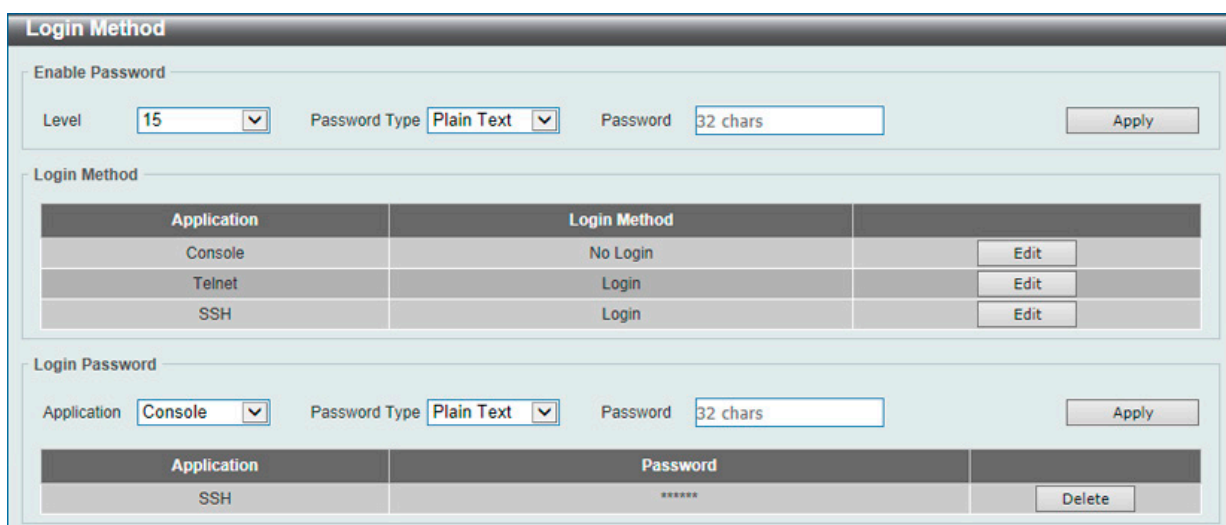 Login Method
Enable Password
Level 15 Password Type Plain Text Password 32 chars Apply
Login Method
Application Login Method
Console No Login Edit
Telnet Login Edit
SSH Login Edit
Login Password
Application Console Password Type Plain Text Password 32 chars Apply
Application Password
SSH ****** Delete